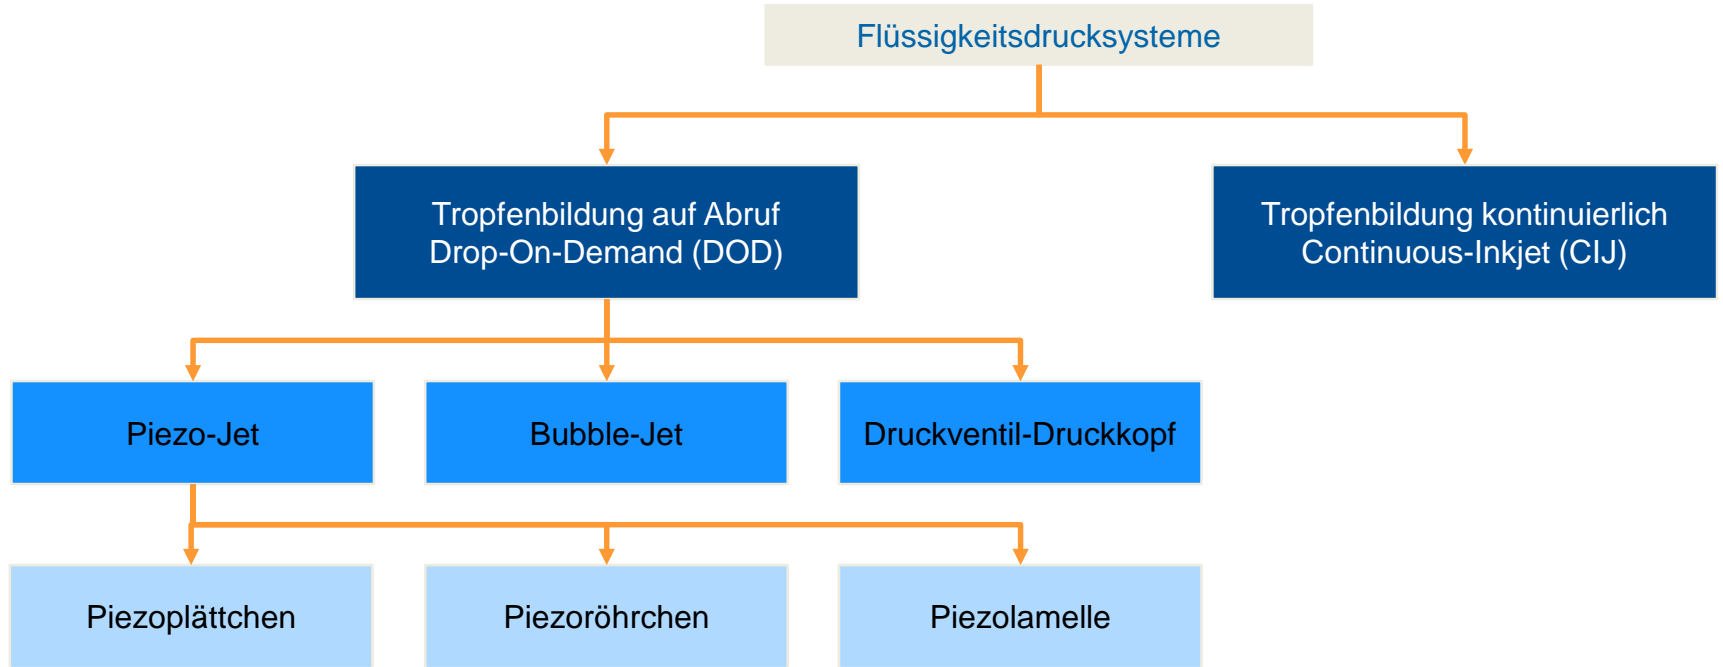 Flüssigkeitsdrucksysteme
Tropfenbildung auf Abruf
Drop-On-Demand (DOD)
Tropfenbildung kontinuierlich
Continuous-Inkjet (CIJ)
Piezo-Jet
Bubble-Jet
Druckventil-Druckkopf
Piezoplättchen
Piezoröhrchen
Piezolamelle